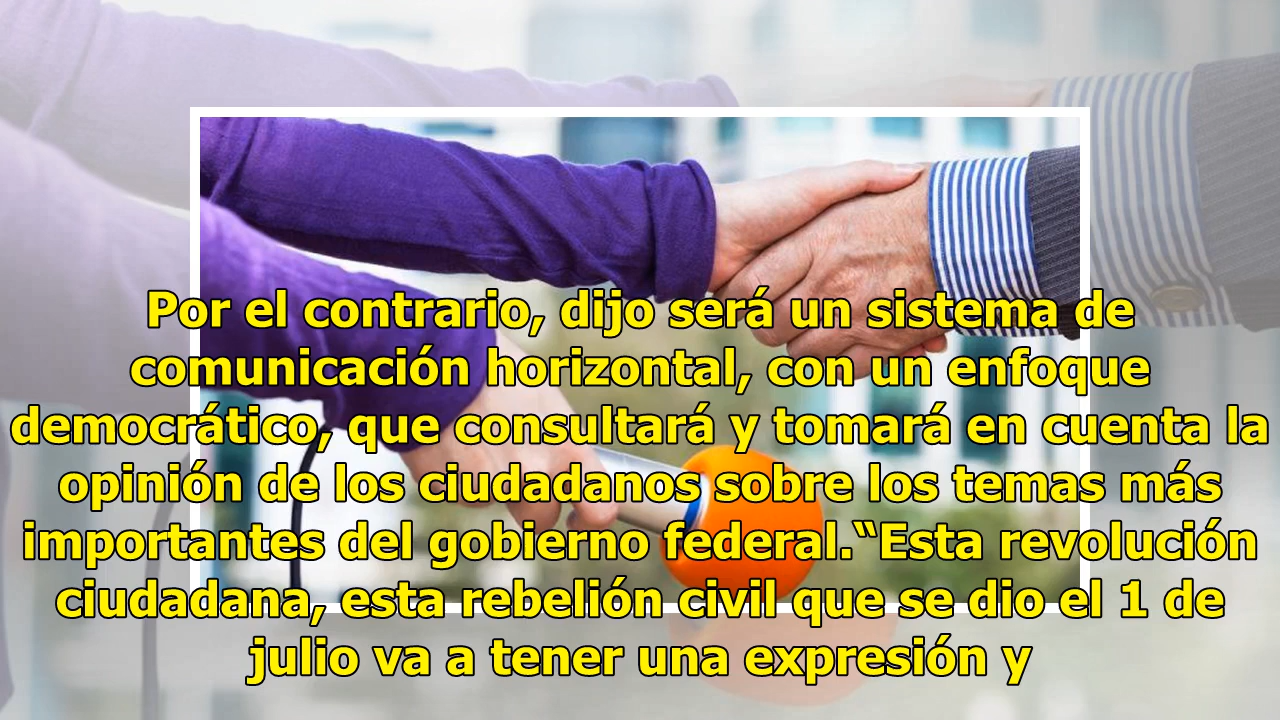 Por el contrario, dijo será un sistema de
comunicación horizontal, con un enfoque
democrático, que consultará y tomará en cuenta la
opinión de los ciudadanos sobre los temas más
importantes del gobierno federal.“Esta revolución
ciudadana, esta rebelión civil que se dio el 1 de
julio va a tener una expresión y